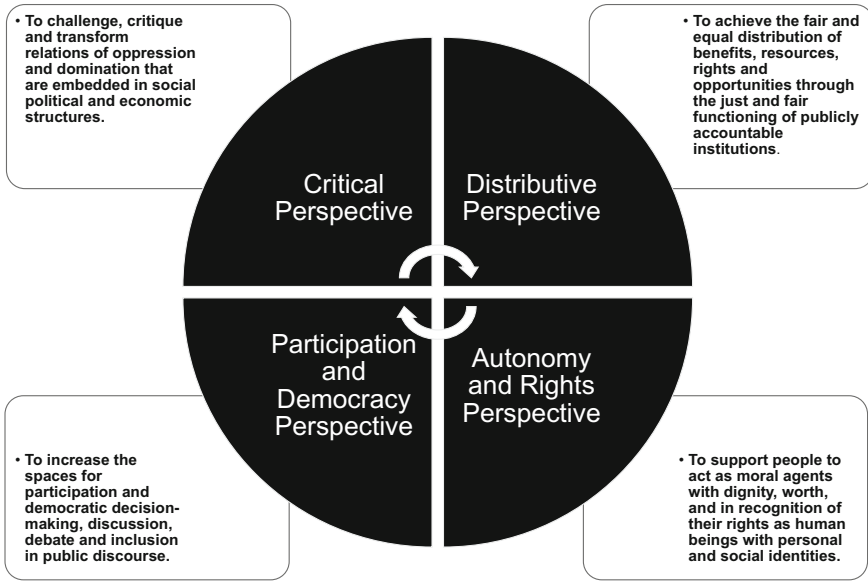 • To challenge, critique
and transform
relations of oppression
and domination that
are embedded in social
political and economic
structures.
• To achieve the fair and
equal distribution of
benefits, resources,
rights and
opportunities through
the just and fair
functioning of publicly
accountable
institutions.
Critical
Perspective
Distributive
Perspective
Participation
and
Democracy
Perspective
Autonomy
and Rights
Perspective
• To increase the
spaces for
participation and
democratic decision-
making, discussion,
debate and inclusion
in public discourse.
• To support people to
act as moral agents
with dignity, worth,
and in recognition of
their rights as human
beings with personal
and social identities.